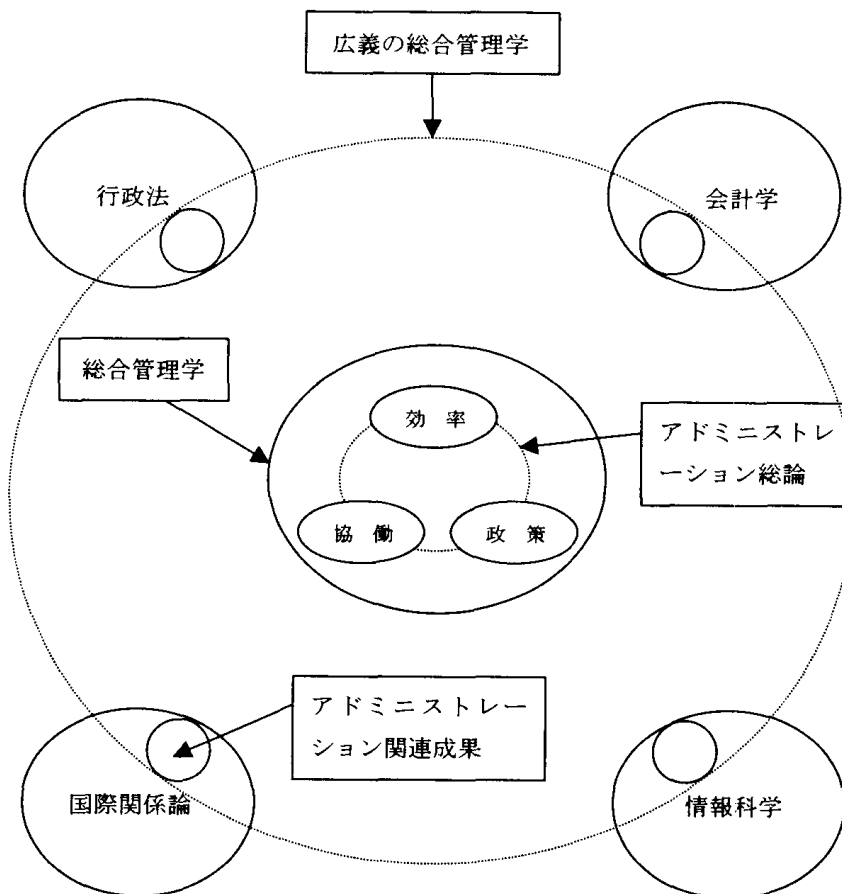 広義の総合管理学
行政法
会計学
総合管理学
効 率
アドミニストレ
ーション総論
協 働
政 策
アドミニストレー
ション関連成果
国際関係論
情報科学